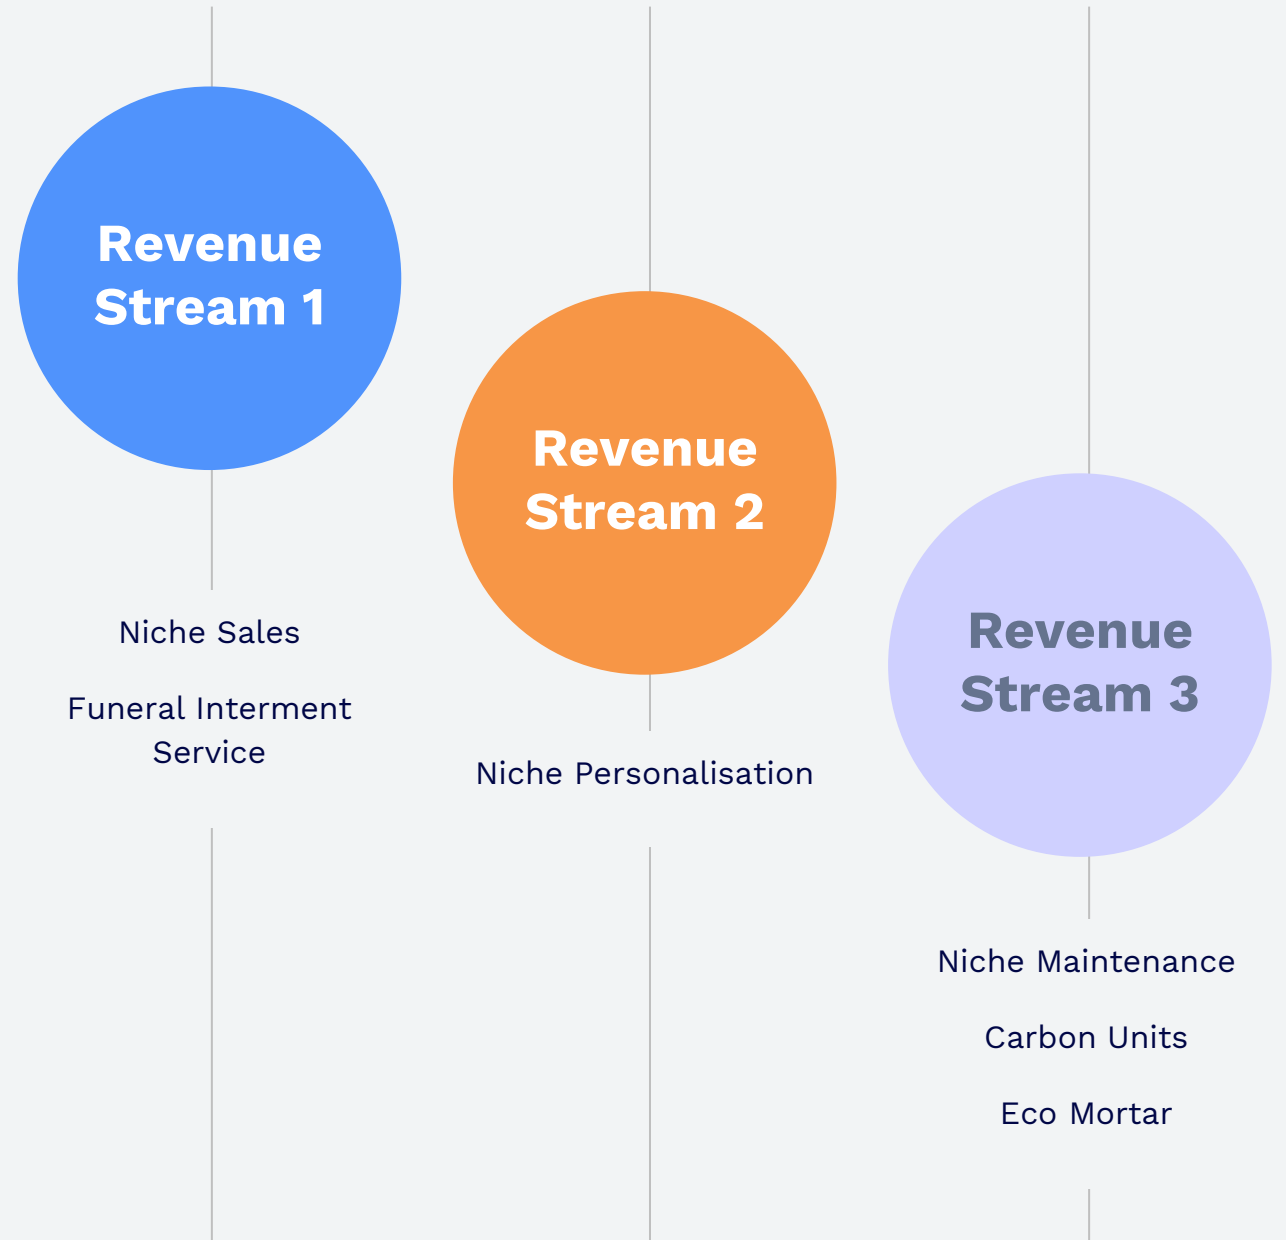 Revenue
Stream 1
Niche Sales
Funeral Interment
Service
Revenue
Stream 2
Niche Personalisation
Revenue
Stream 3
Niche Maintenance
Carbon Units
Eco Mortar